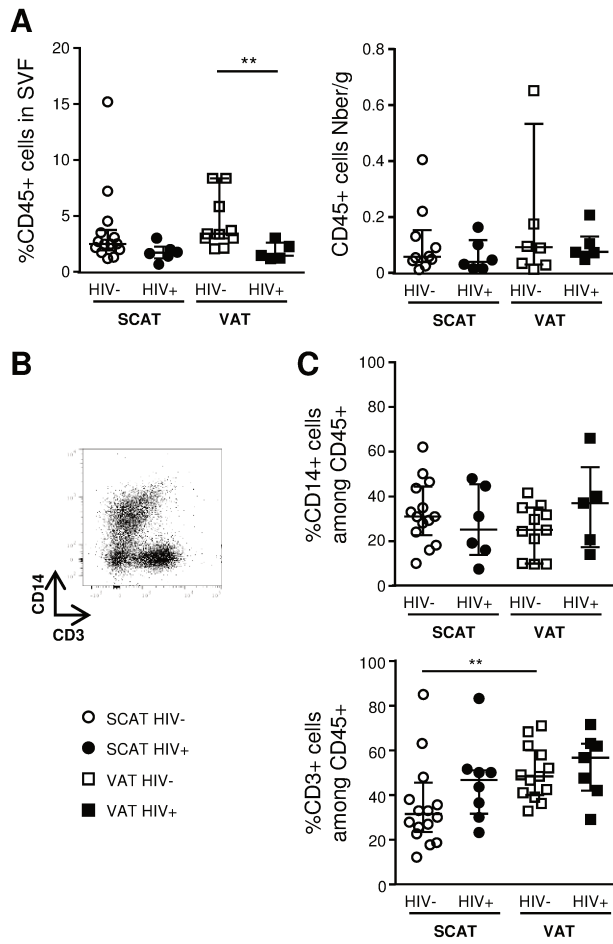 A
%CD45+ cells in SVF
20
15
10
5
0
**
HIV-
HIV+
HIV-
HIV+
SCAT
VAT
CD45+ cells Nber/g
0.8
0.6
0.4
0.2
0
HIV-
HIV+
HIV-
HIV+
SCAT
VAT
B
CD14
CD3
SCAT HIV-
SCAT HIV+
VAT HIV-
VAT HIV+
C
%CD14+ cells
among CD45+
100
80
60
40
20
0
HIV-
HIV+
HIV-
HIV+
SCAT
VAT
%CD3+ cells
among CD45+
100
80
60
40
20
0
**
HIV-
HIV+
HIV-
HIV+
SCAT
VAT